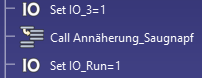 IO Set IO_3=1
Call Annäherung_Saugnapf
IO Set IO_Run=1